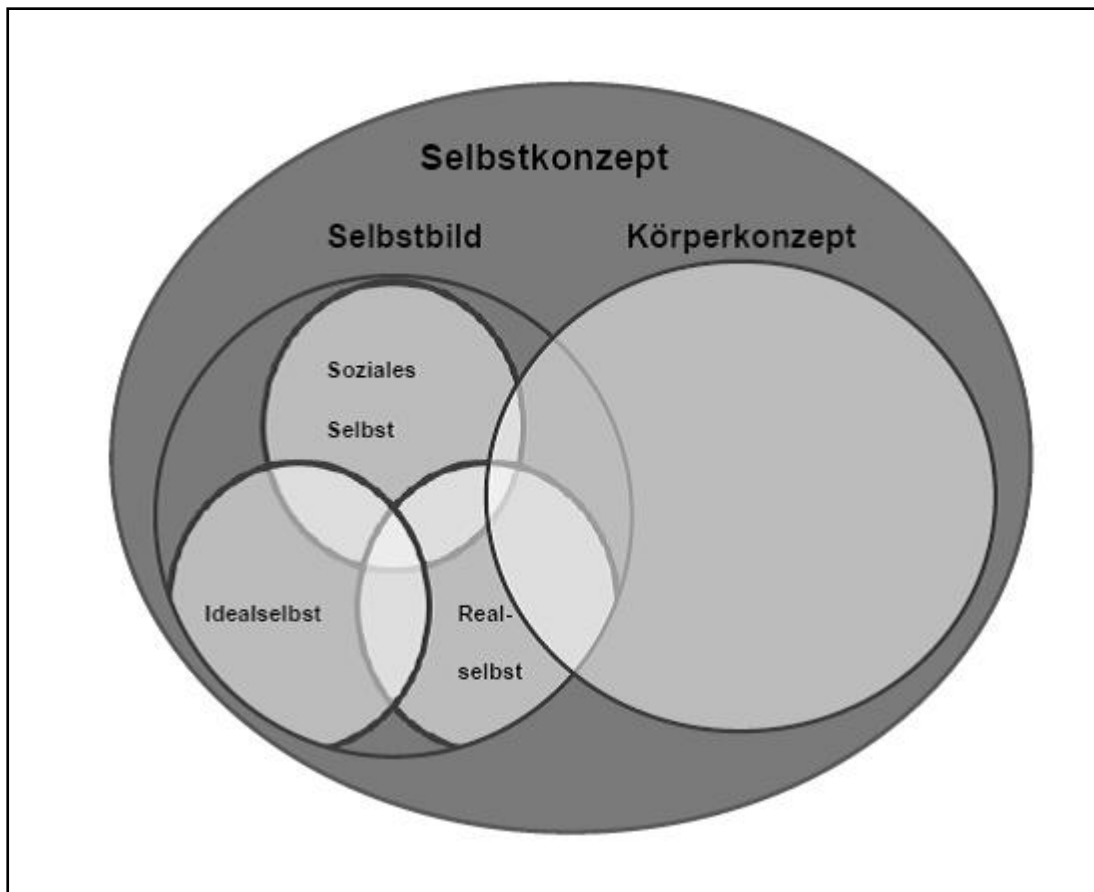 Selbstkonzept
Selbstbild
Körperkonzept
Soziales
Selbst
Idealselbst
Real-
selbst